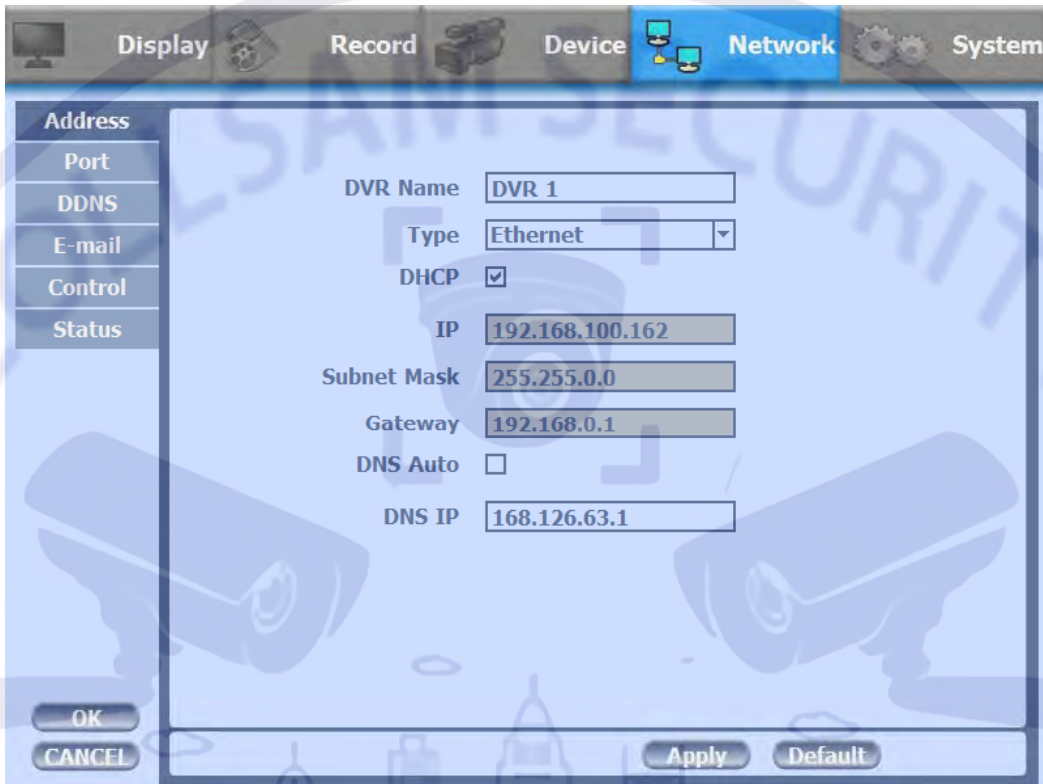 Display Record Device Network System
Address
Port
DDNS
E-mail
Control
Status
DVR Name DVR 1
Type Ethernet
DHCP
IP 192.168.100.162
Subnet Mask 255.255.0.0
Gateway 192.168.0.1
DNS Auto
DNS IP 168.126.63.1
OK
CANCEL
Apply Default